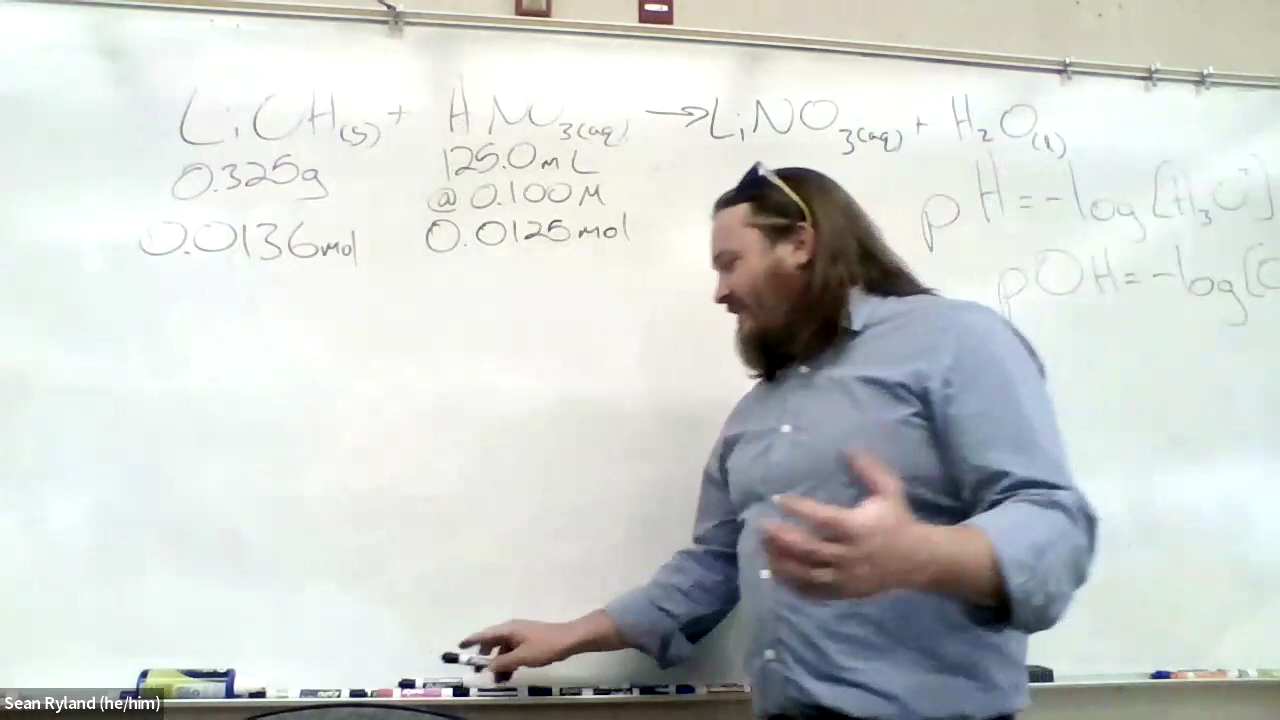 LiOH(s) + HNO3(aq) → LiNO3(aq) + H2O(l)
0.325g 125.0mL
@ 0.100M
0.0136mol 0.0125mol
pH=-log[H3O+]
pOH=-log[O
Sean Ryland (he/him)